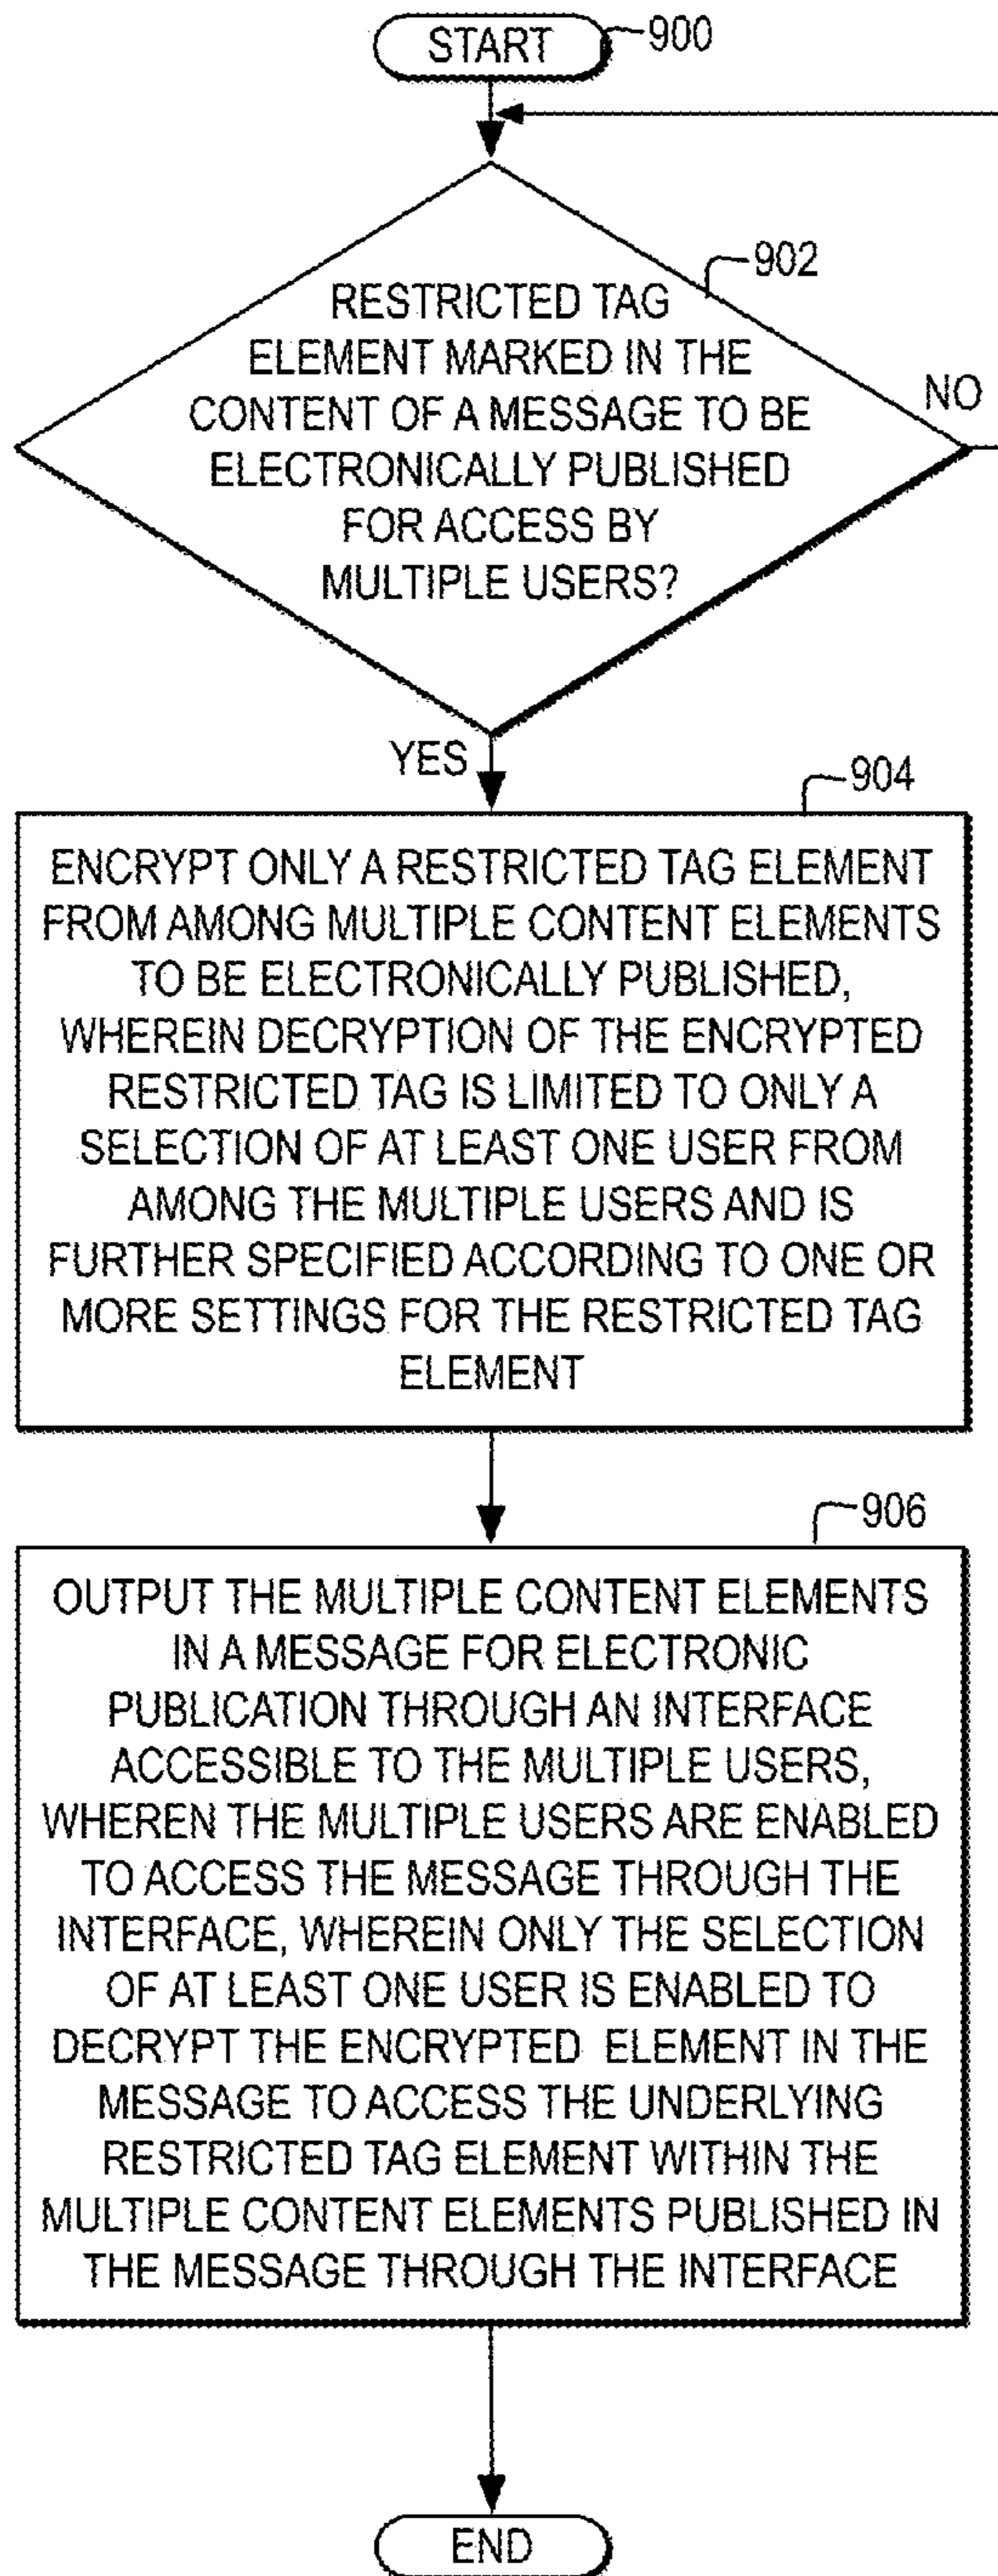 START
900
902
RESTRICTED TAG
ELEMENT MARKED IN THE
CONTENT OF A MESSAGE TO BE
ELECTRONICALLY PUBLISHED
FOR ACCESS BY
MULTIPLE USERS?
NO
YES
904
ENCRYPT ONLY A RESTRICTED TAG ELEMENT
FROM AMONG MULTIPLE CONTENT ELEMENTS
TO BE ELECTRONICALLY PUBLISHED,
WHEREIN DECRYPTION OF THE ENCRYPTED
RESTRICTED TAG IS LIMITED TO ONLY A
SELECTION OF AT LEAST ONE USER FROM
AMONG THE MULTIPLE USERS AND IS
FURTHER SPECIFIED ACCORDING TO ONE OR
MORE SETTINGS FOR THE RESTRICTED TAG
ELEMENT
906
OUTPUT THE MULTIPLE CONTENT ELEMENTS
IN A MESSAGE FOR ELECTRONIC
PUBLICATION THROUGH AN INTERFACE
ACCESSIBLE TO THE MULTIPLE USERS,
WHEREN THE MULTIPLE USERS ARE ENABLED
TO ACCESS THE MESSAGE THROUGH THE
INTERFACE, WHEREIN ONLY THE SELECTION
OF AT LEAST ONE USER IS ENABLED TO
DECRYPT THE ENCRYPTED ELEMENT IN THE
MESSAGE TO ACCESS THE UNDERLYING
RESTRICTED TAG ELEMENT WITHIN THE
MULTIPLE CONTENT ELEMENTS PUBLISHED IN
THE MESSAGE THROUGH THE INTERFACE
END